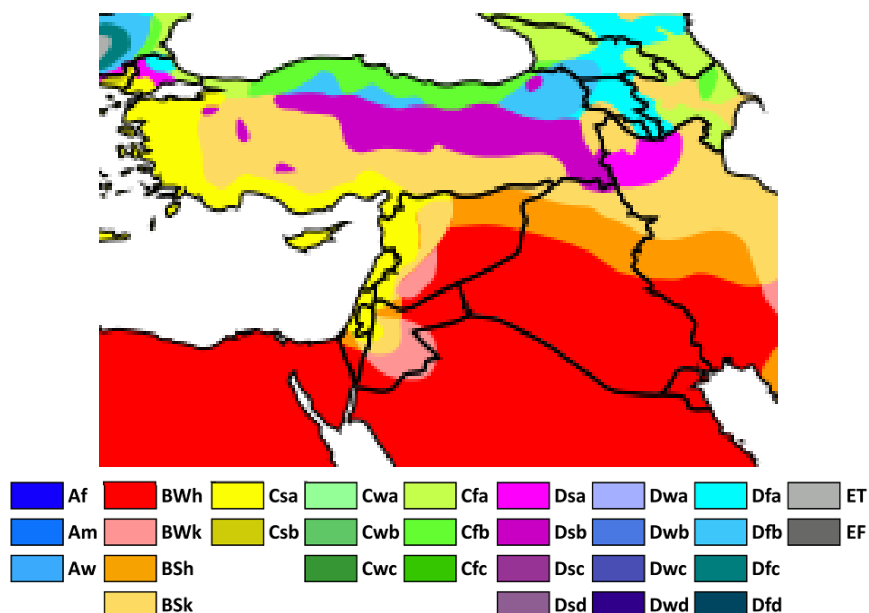 Af BWh Csa Cwa Cfa Dsa Dwa Dfa ET
Am BWk Csb Cwb Cfb Dsb Dwb Dfb EF
Aw BSh Cwc Cfc Dsc Dwc Dfc
BSk Dsd Dwd Dfd